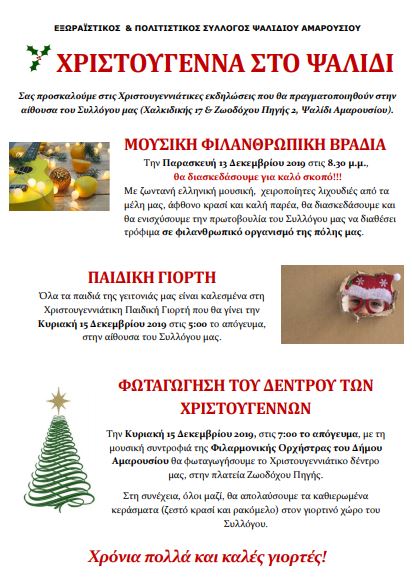 ΕΞΩΡΑΪΣΤΙΚΟΣ & ΠΟΛΙΤΙΣΤΙΚΟΣ ΣΥΛΛΟΓΟΣ ΨΑΛΙΔΙΟΥ ΑΜΑΡΟΥΣΙΟΥ
ΧΡΙΣΤΟΥΓΕΝΝΑ ΣΤΟ ΨΑΛΙΔΙ
Σας προσκαλούμε στις Χριστουγεννιάτικες εκδηλώσεις που θα πραγματοποιηθούν στην
αίθουσα του Συλλόγου μας (Χαλκιδικής 17 & Ζωοδόχου Πηγής 2, Ψαλίδι Αμαρουσίου).
ΜΟΥΣΙΚΗ ΦΙΛΑΝΘΡΩΠΙΚΗ ΒΡΑΔΙΑ
Την Παρασκευή 13 Δεκεμβρίου 2019 στις 8.30 μ.μ.,
θα διασκεδάσουμε για καλό σκοπό!!!
Με ζωντανή ελληνική μουσική, χειροποίητες λιχουδιές από τα
μέλη μας, άφθονο κρασί και καλή παρέα, θα διασκεδάσουμε και
θα ενισχύσουμε την πρωτοβουλία του Συλλόγου μας να διαθέσει
τρόφιμα σε φιλανθρωπικό οργανισμό της πόλης μας.
ΠΑΙΔΙΚΗ ΓΙΟΡΤΗ
Όλα τα παιδιά της γειτονιάς μας είναι καλεσμένα στη
Χριστουγεννιάτικη Παιδική Γιορτή που θα γίνει την
Κυριακή 15 Δεκεμβρίου 2019 στις 5:00 το απόγευμα,
στην αίθουσα του Συλλόγου μας.
ΦΩΤΑΓΩΓΗΣΗ ΤΟΥ ΔΕΝΤΡΟΥ ΤΩΝ
ΧΡΙΣΤΟΥΓΕΝΝΩΝ
Την Κυριακή 15 Δεκεμβρίου 2019, στις 7:00 το απόγευμα, με τη
μουσική συντροφιά της Φιλαρμονικής Ορχήστρας του Δήμου
Αμαρουσίου θα φωταγωγήσουμε το Χριστουγεννιάτικο δέντρο
μας, στην πλατεία Ζωοδόχου Πηγής.
Στη συνέχεια, όλοι μαζί, θα απολαύσουμε τα καθιερωμένα
κεράσματα (ζεστό κρασί και ρακόμελο) στον γιορτινό χώρο του
Συλλόγου.
Χρόνια πολλά και καλές γιορτές!